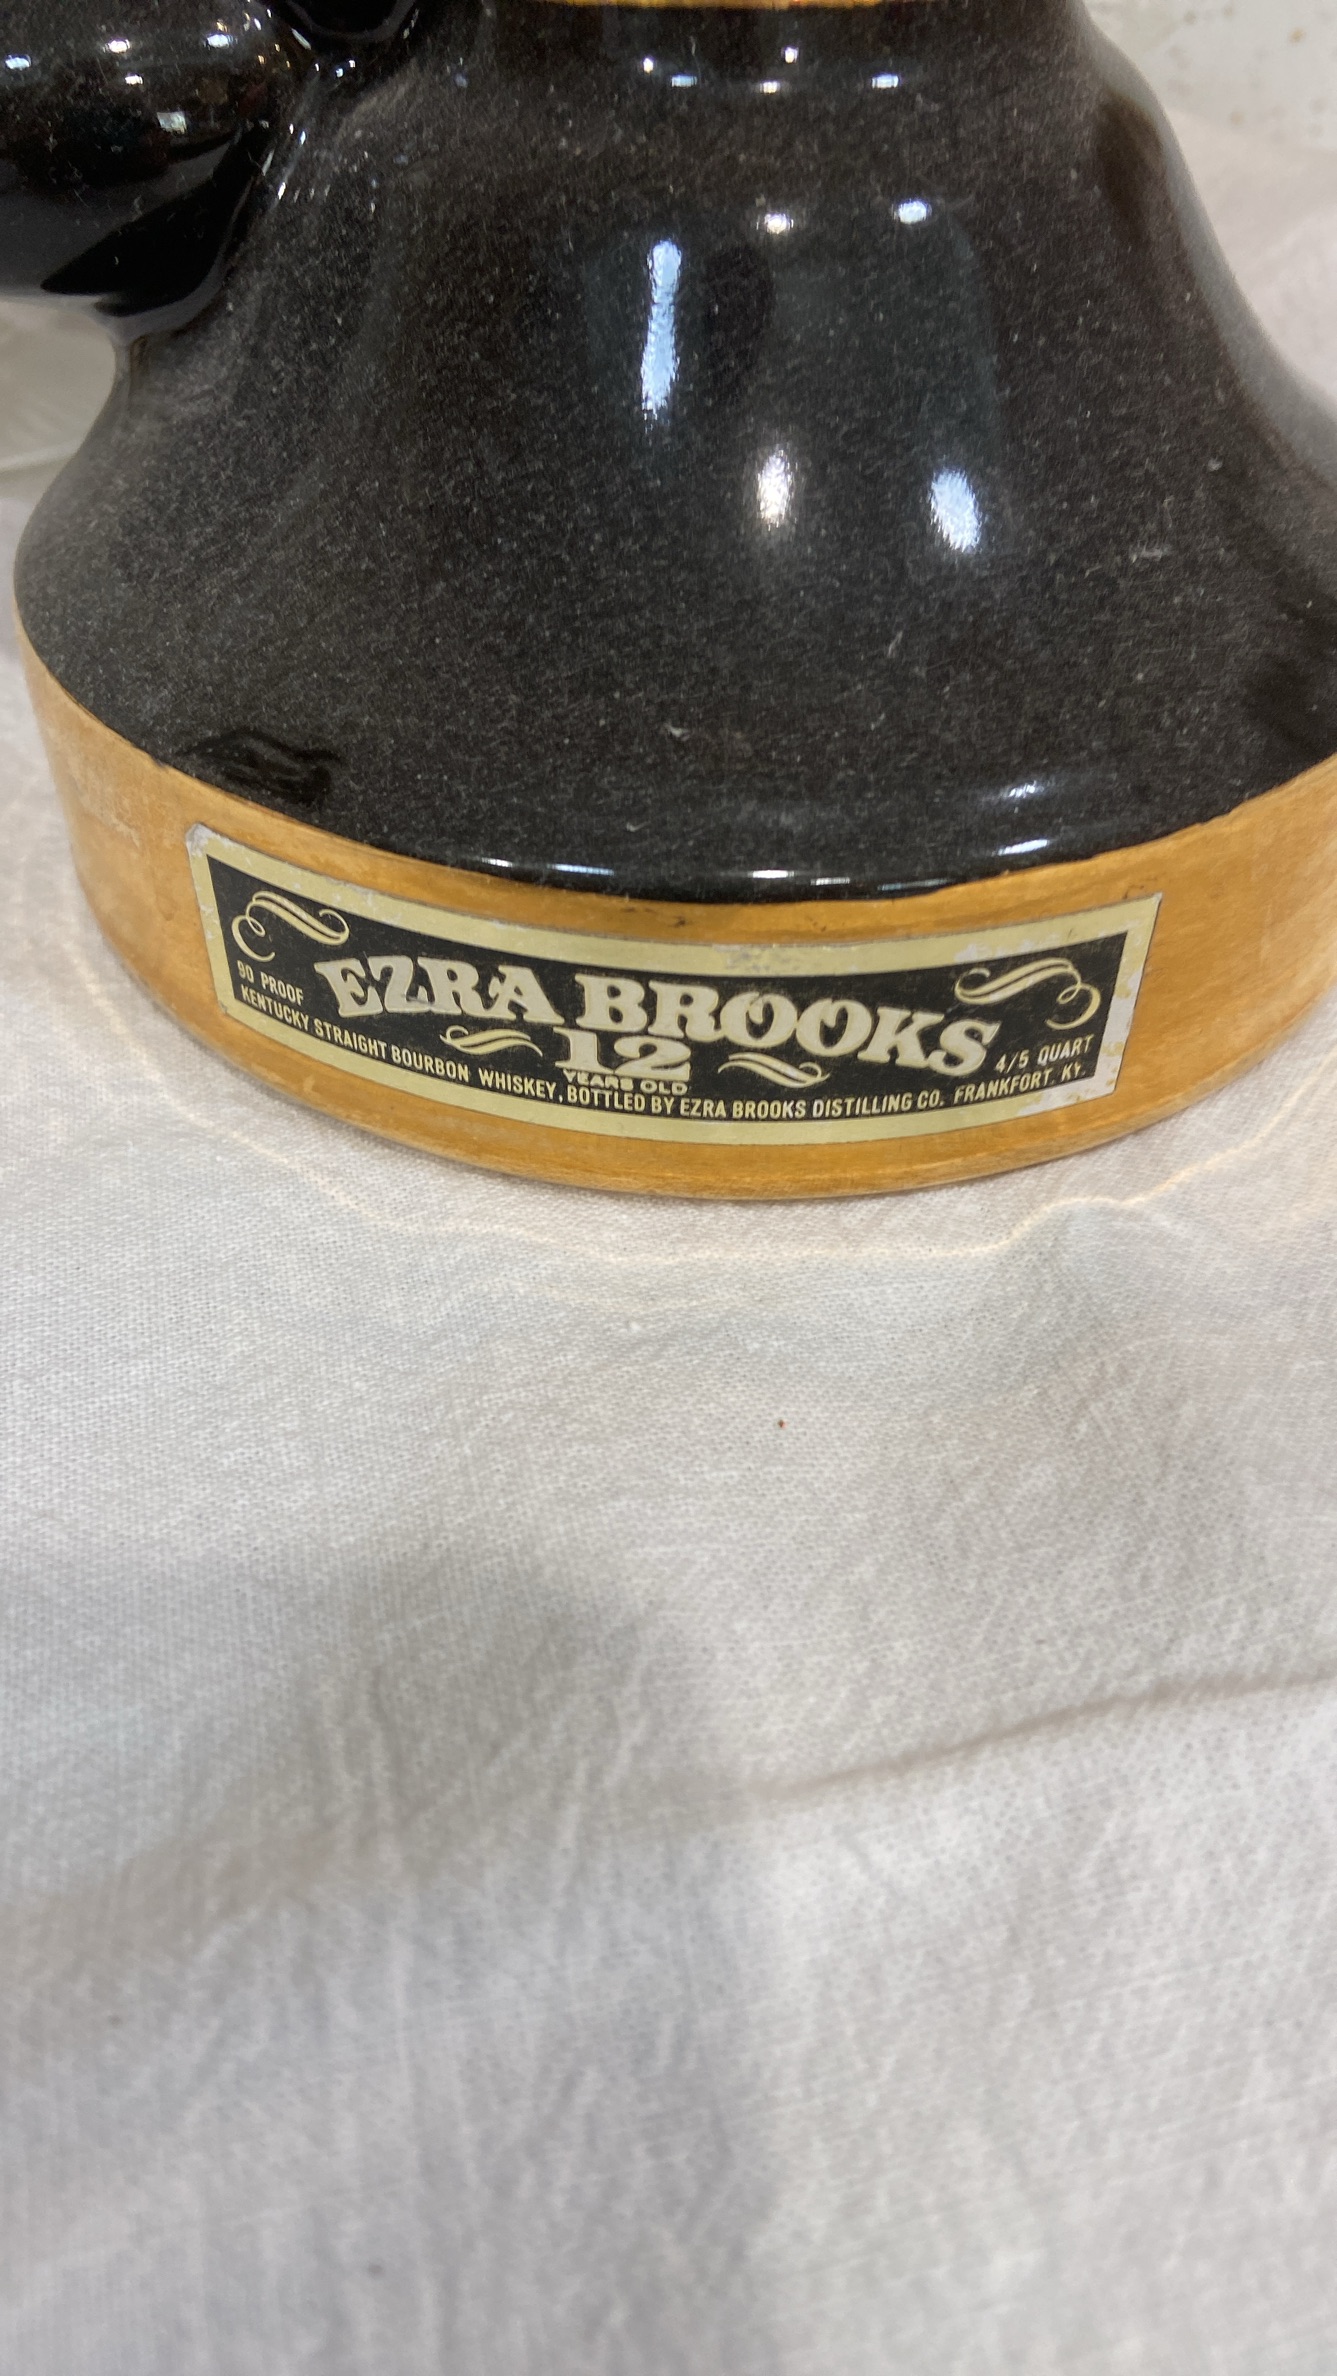 EZRA BROOKS
12
YEARS OLD
90 PROOF
4/5 QUART
KENTUCKY STRAIGHT BOURBON WHISKEY, BOTTLED BY EZRA BROOKS DISTILLING CO. FRANKFORT. KY.